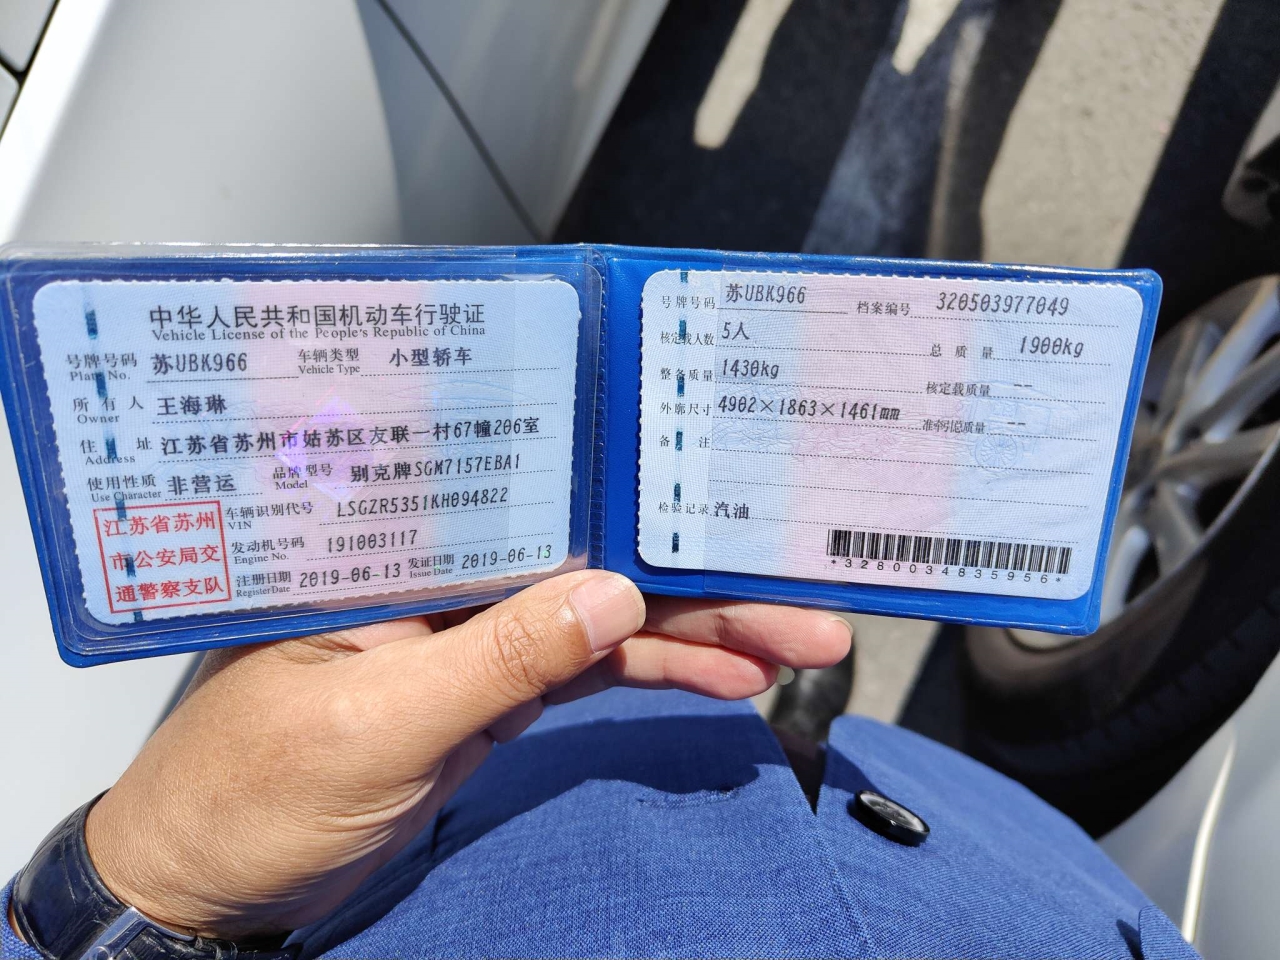 中华人民共和国机动车行驶证
Vehicle License of the People's Republic of China
号牌号码 苏UBK966 车辆类型 小型轿车
Plate No. Vehicle Type
所有人 王海琳
Owner
住址 江苏省苏州市姑苏区友联一村67幢206室
Address
使用性质 非营运 品牌型号 别克牌SGM7157EBA1
Use Character Model
江苏省苏州
市公安局交
通警察支队
车辆识别代号 LSGZR5351KH094822
VIN
发动机号码 191003117
Engine No.
注册日期 2019-06-13 发证日期 2019-06-13
Register Date Issue Date
号牌号码 苏UBK966 档案编号 320503977049
核定载人数 5人 总质量 1900kg
整备质量 1430kg 核定载质量 --
外廓尺寸 4902×1863×1461mm 准牵引总质量 --
备注
检验记录 汽油
*3280034835956*